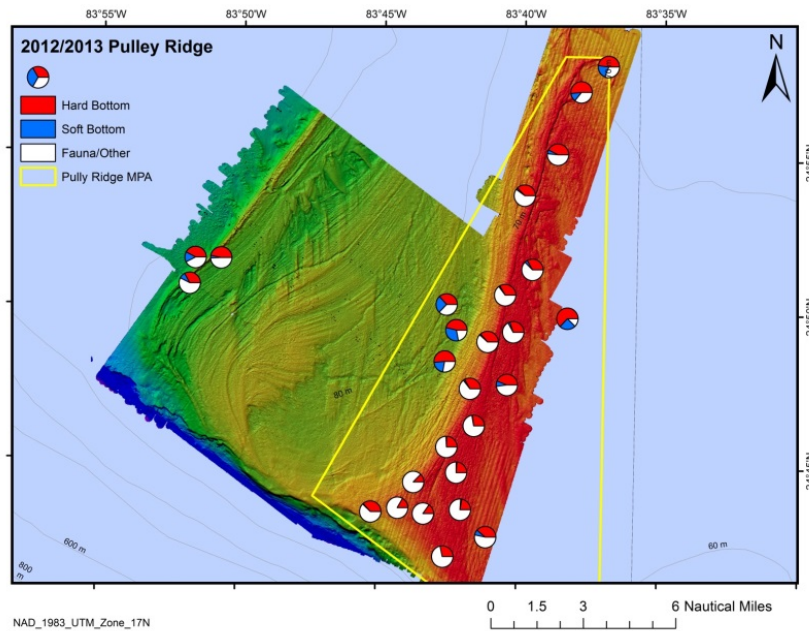 83°55'W
83°50'W
83°45'W
83°40'W
83°35'W
2012/2013 Pulley Ridge
N
Hard Bottom
Soft Bottom
Fauna/Other
Pully Ridge MPA
70 m
80 m
600 m
800
m
60 m
NAD_1983_UTM_Zone_17N
0 1.5 3 6 Nautical Miles